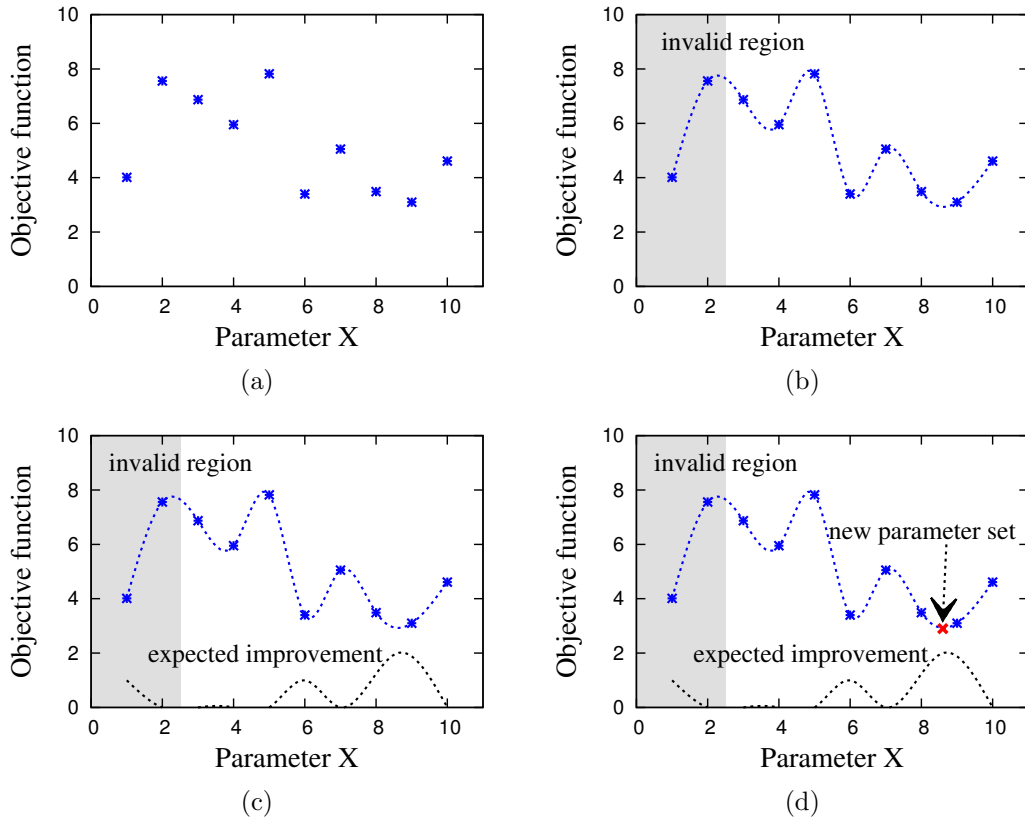 10
8
6
4
2
0
0 2 4 6 8 10
Objective function
Parameter X
(a)
10
8
6
4
2
0
0 2 4 6 8 10
Objective function
invalid region
Parameter X
(b)
10
8
6
4
2
0
0 2 4 6 8 10
Objective function
invalid region
expected improvement
Parameter X
(c)
10
8
6
4
2
0
0 2 4 6 8 10
Objective function
invalid region
new parameter set
expected improvement
Parameter X
(d)